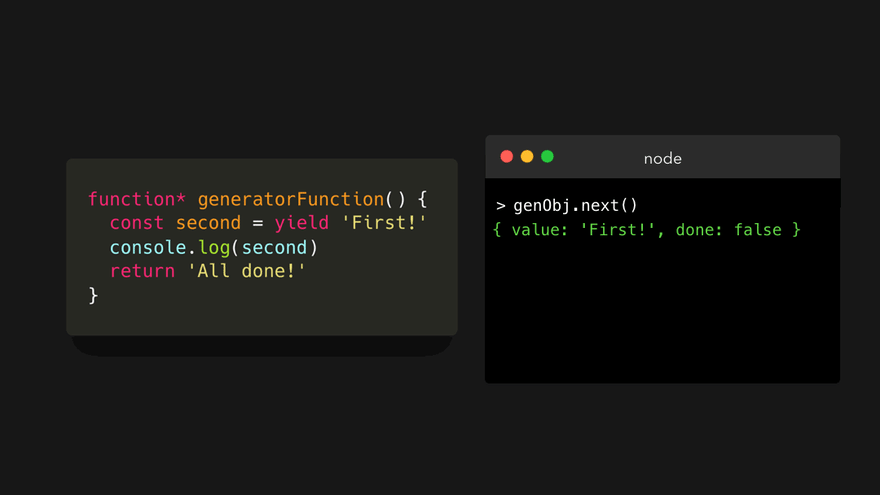 function* generatorFunction() {
  const second = yield 'First!'
  console.log(second)
  return 'All done!'
}
node
> genObj.next()
{ value: 'First!', done: false }